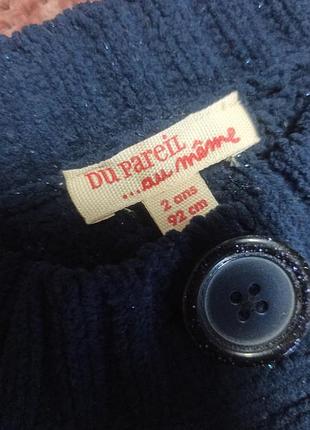 DU PAREIL
...au même
2 ans
92 cm